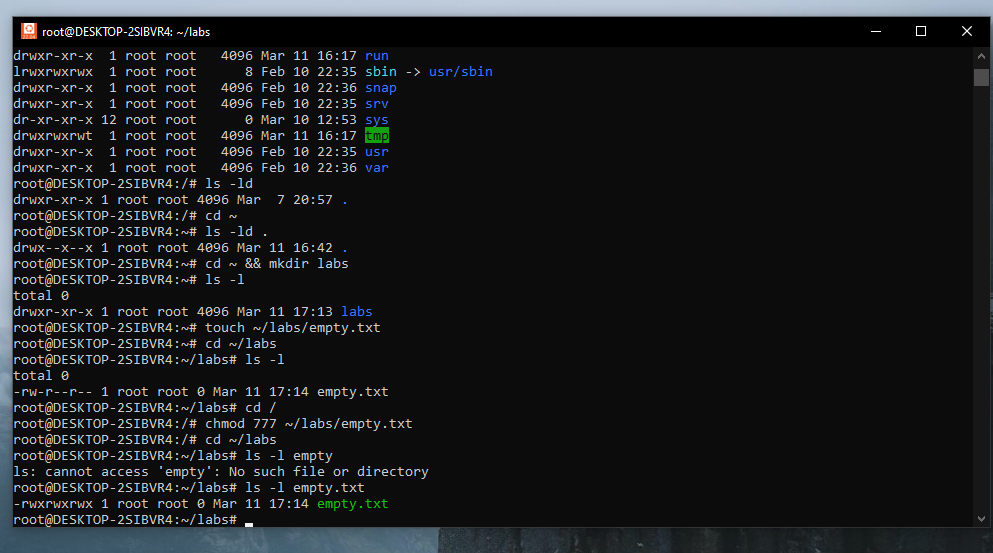 root@DESKTOP-2SIBVR4: ~/labs
drwxr-xr-x  1 root root   4096 Mar 11 16:17 run
lrwxrwxrwx  1 root root      8 Feb 10 22:35 sbin -> usr/sbin
drwxr-xr-x  1 root root   4096 Feb 10 22:36 snap
drwxr-xr-x  1 root root   4096 Feb 10 22:35 srv
dr-xr-xr-x 12 root root      0 Mar 10 12:53 sys
drwxrwxrwt  1 root root   4096 Mar 11 16:17 tmp
drwxr-xr-x  1 root root   4096 Feb 10 22:35 usr
drwxr-xr-x  1 root root   4096 Feb 10 22:36 var
root@DESKTOP-2SIBVR4:/# ls -ld
drwxr-xr-x 1 root root 4096 Mar  7 20:57 .
root@DESKTOP-2SIBVR4:/# cd ~
root@DESKTOP-2SIBVR4:~# ls -ld .
drwx--x--x 1 root root 4096 Mar 11 16:42 .
root@DESKTOP-2SIBVR4:~# cd ~ && mkdir labs
root@DESKTOP-2SIBVR4:~# ls -l
total 0
drwxr-xr-x 1 root root 4096 Mar 11 17:13 labs
root@DESKTOP-2SIBVR4:~# touch ~/labs/empty.txt
root@DESKTOP-2SIBVR4:~# cd ~/labs
root@DESKTOP-2SIBVR4:~/labs# ls -l
total 0
-rw-r--r-- 1 root root 0 Mar 11 17:14 empty.txt
root@DESKTOP-2SIBVR4:~/labs# cd /
root@DESKTOP-2SIBVR4:/# chmod 777 ~/labs/empty.txt
root@DESKTOP-2SIBVR4:/# cd ~/labs
root@DESKTOP-2SIBVR4:~/labs# ls -l empty
ls: cannot access 'empty': No such file or directory
root@DESKTOP-2SIBVR4:~/labs# ls -l empty.txt
-rwxrwxrwx 1 root root 0 Mar 11 17:14 empty.txt
root@DESKTOP-2SIBVR4:~/labs#